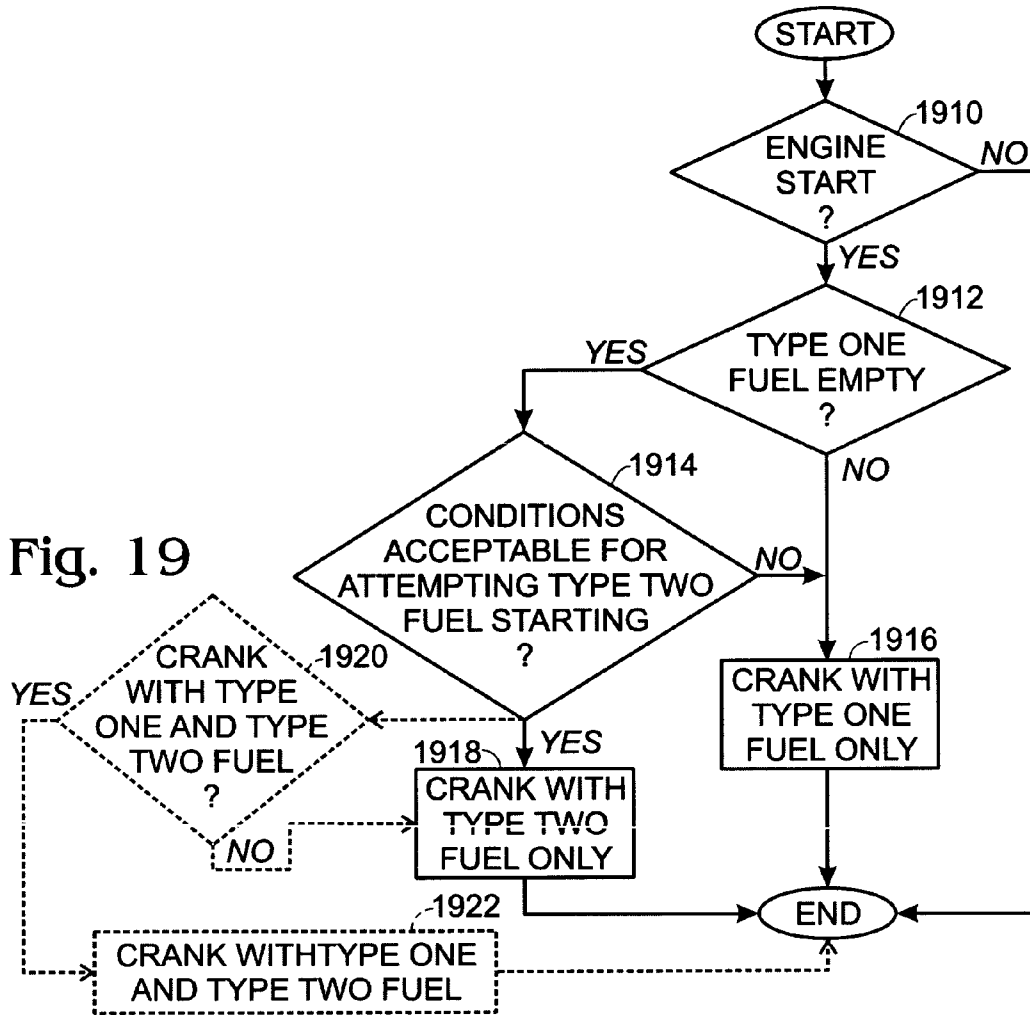 START
1910
ENGINE
START
?
NO
YES
1912
TYPE ONE
FUEL EMPTY
?
YES
NO
1914
CONDITIONS
ACCEPTABLE FOR
ATTEMPTING TYPE TWO
FUEL STARTING
?
NO
YES
Fig. 19
1920
CRANK
WITH TYPE
ONE AND TYPE
TWO FUEL
?
YES
NO
1918
CRANK WITH
TYPE TWO
FUEL ONLY
1916
CRANK WITH
TYPE ONE
FUEL ONLY
1922
CRANK WITHTYPE ONE
AND TYPE TWO FUEL
END